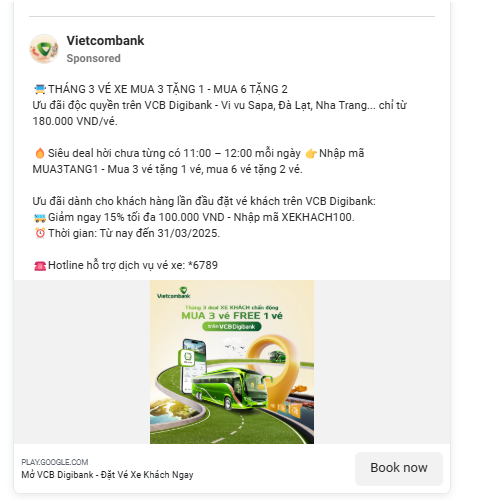 Vietcombank
Sponsored
🚍THÁNG 3 VÉ XE MUA 3 TẶNG 1 - MUA 6 TẶNG 2
Ưu đãi độc quyền trên VCB Digibank - Vi vu Sapa, Đà Lạt, Nha Trang... chỉ từ
180.000 VND/vé.
🔥Siêu deal hời chưa từng có 11:00 – 12:00 mỗi ngày 👉Nhập mã
MUA3TANG1 - Mua 3 vé tặng 1 vé, mua 6 vé tặng 2 vé.
Ưu đãi dành cho khách hàng lần đầu đặt vé khách trên VCB Digibank:
🚌Giảm ngay 15% tối đa 100.000 VND - Nhập mã XEKHACH100.
⏰Thời gian: Từ nay đến 31/03/2025.
☎️Hotline hỗ trợ dịch vụ vé xe: *6789
Vietcombank
Tháng 3 deal XE KHÁCH chấn động
MUA 3 vé FREE 1 vé
trên VCB Digibank
PLAY.GOOGLE.COM
Mở VCB Digibank - Đặt Vé Xe Khách Ngay
Book now